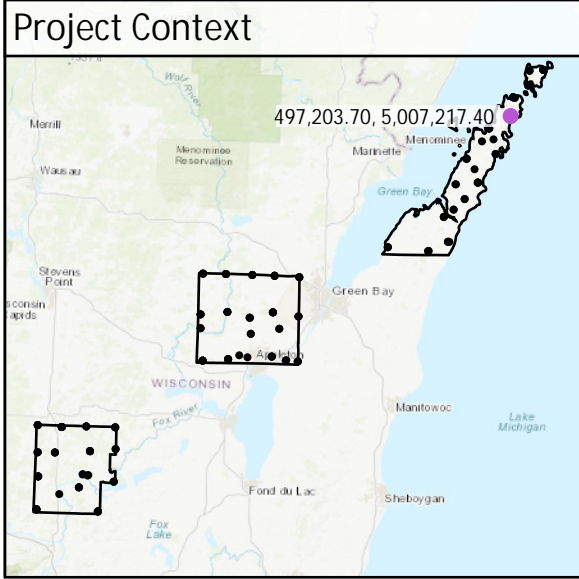 Project Context
Wolf River
497,203.70, 5,007,217.40
Merrill
Menominee
Menominee
Reservation
Marinette
Wausau
Green Bay
Stevens
Point
sconsin
apids
Green Bay
Appleton
WISCONSIN
Fox River
Manitowoc
Lake
Michigan
Fond du Lac
Sheboygan
Fox
Lake